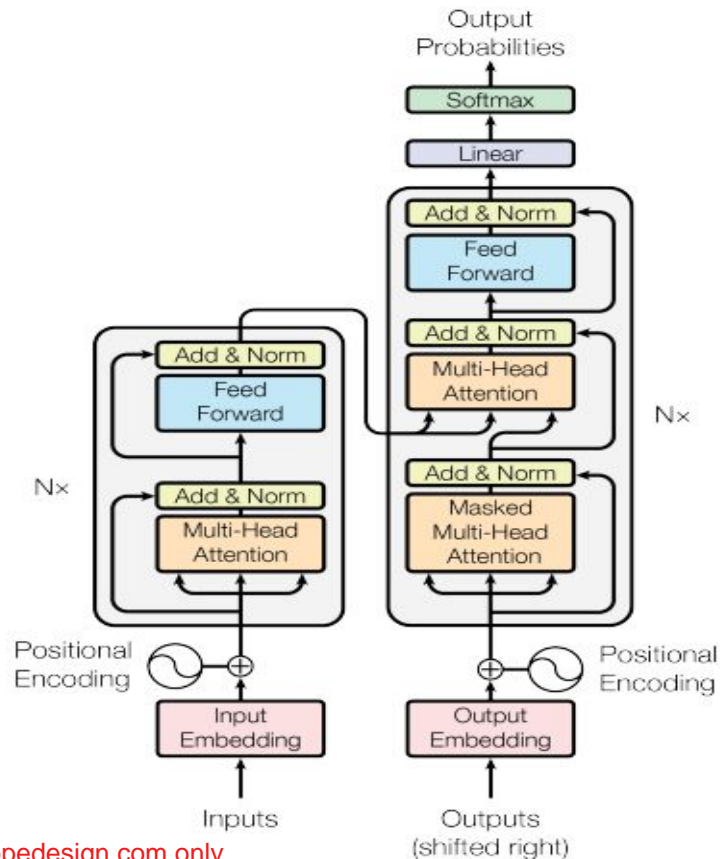 Output
Probabilities
Softmax
Linear
Add & Norm
Feed
Forward
Add & Norm
Multi-Head
Attention
Add & Norm
Masked
Multi-Head
Attention
Nx
Positional
Encoding
Output
Embedding
Outputs
(shifted right)
Add & Norm
Feed
Forward
Add & Norm
Multi-Head
Attention
Nx
Positional
Encoding
Input
Embedding
Inputs
com only